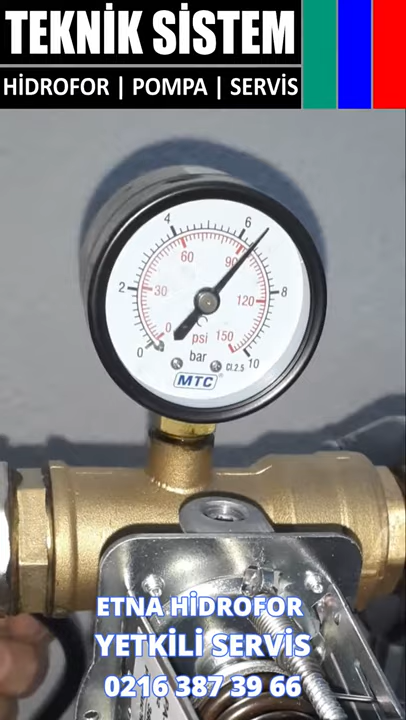 TEKNİK SİSTEM
HİDROFOR | POMPA | SERVİS
4
6
60
90
2
30
120
8
0
0
psi
150
10
bar
Cl.2.5
MTC
ETNA HİDROFOR
YETKİLİ SERVİS
0216 387 39 66